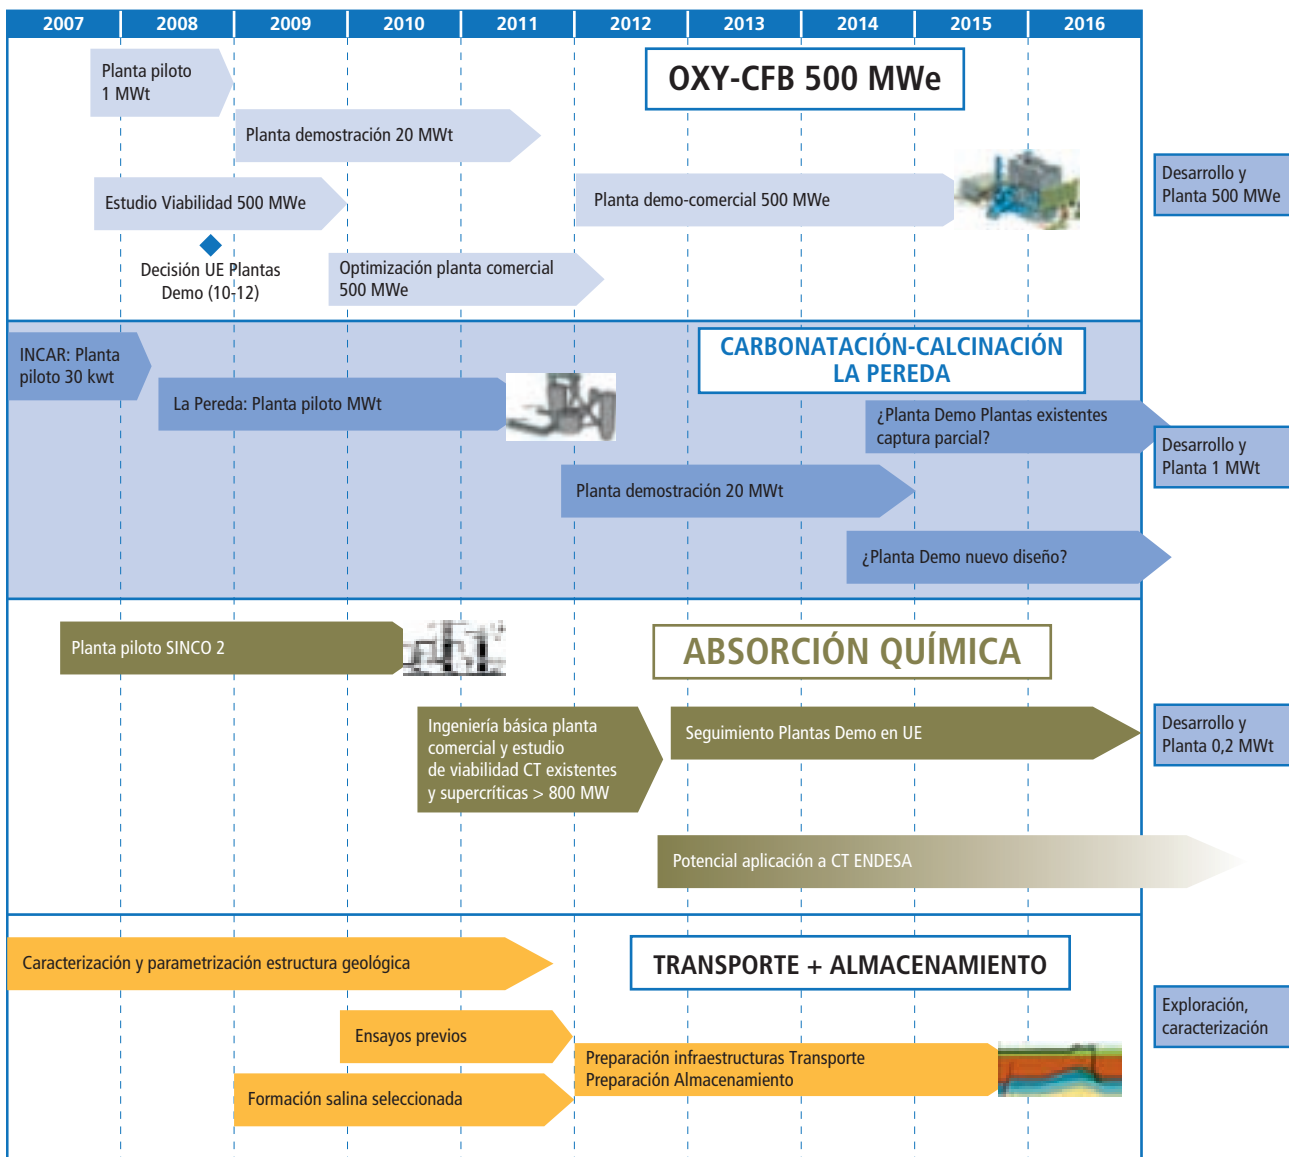 2007 2008 2009 2010 2011 2012 2013 2014 2015 2016
Planta piloto
1 MWt
OXY-CFB 500 MWe
Planta demostración 20 MWt
Estudio Viabilidad 500 MWe
Planta demo-comercial 500 MWe
Desarrollo y
Planta 500 MWe
Decisión UE Plantas
Demo (10-12)
Optimización planta comercial
500 MWe
INCAR: Planta
piloto 30 kwt
CARBONATACIÓN-CALCINACIÓN
LA PEREDA
La Pereda: Planta piloto MWt
¿Planta Demo Plantas existentes
captura parcial?
Desarrollo y
Planta 1 MWt
Planta demostración 20 MWt
¿Planta Demo nuevo diseño?
Planta piloto SINCO 2
ABSORCIÓN QUÍMICA
Ingeniería básica planta
comercial y estudio
de viabilidad CT existentes
y supercríticas > 800 MW
Seguimiento Plantas Demo en UE
Desarrollo y
Planta 0,2 MWt
Potencial aplicación a CT ENDESA
Caracterización y parametrización estructura geológica
TRANSPORTE + ALMACENAMIENTO
Ensayos previos
Exploración,
caracterización
Preparación infraestructuras Transporte
Preparación Almacenamiento
Formación salina seleccionada